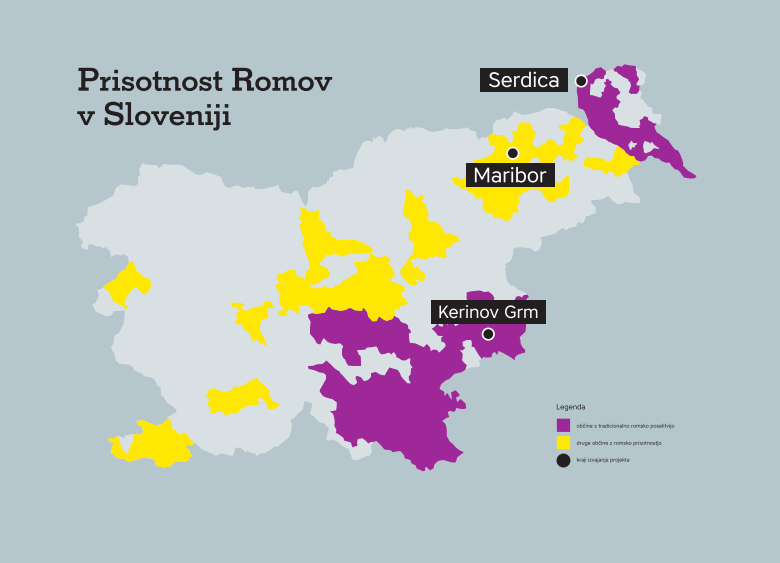 Prisotnost Romov
v Sloveniji
Serdica
Maribor
Kerinov Grm
Legenda
občine s tradicionalno romsko poselitvijo
druge občine z romsko prisotnostjo
kraji izvajanja projekta